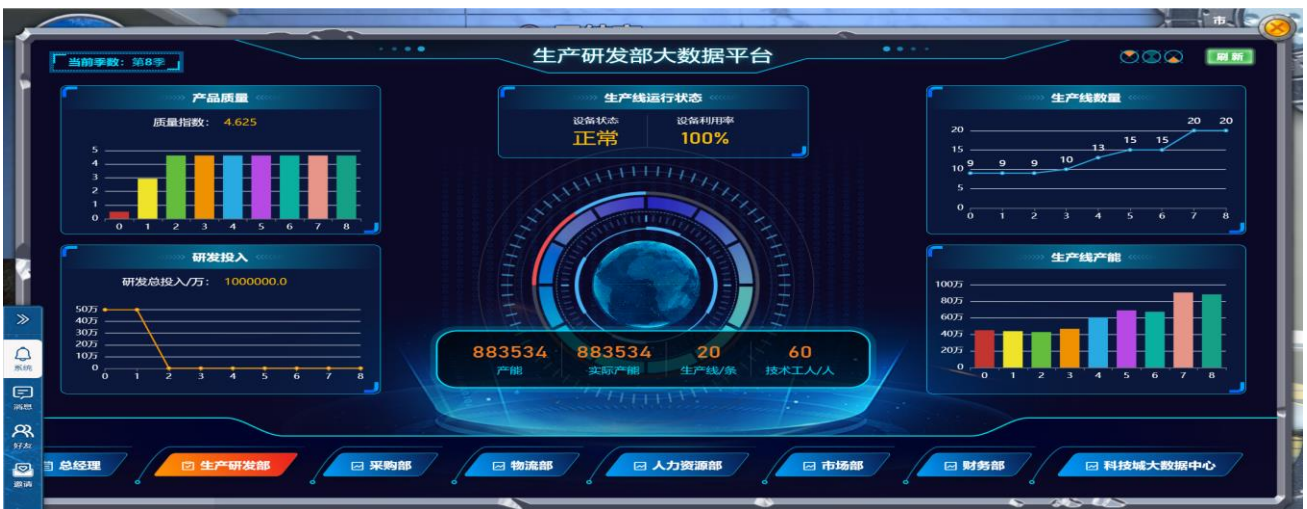 市
生产研发部大数据平台
当前季数：第8季
刷新
产品质量
质量指数： 4.625
5
4
3
2
1
0
0 1 2 3 4 5 6 7 8
生产线运行状态
设备状态 设备利用率
正常 100%
生产线数量
20
15
10
5
0
9 9 9 10 13 15 15 20 20
0 1 2 3 4 5 6 7 8
研发投入
研发总投入/万： 1000000.0
50万
40万
30万
20万
10万
0
0 1 2 3 4 5 6 7 8
生产线产能
100万
80万
60万
40万
20万
0
0 1 2 3 4 5 6 7 8
883534 883534 20 60
产能 实际产能 生产线/条 技术工人/人
系统
消息
好友
邀请
总经理 生产研发部 采购部 物流部 人力资源部 市场部 财务部 科技城大数据中心